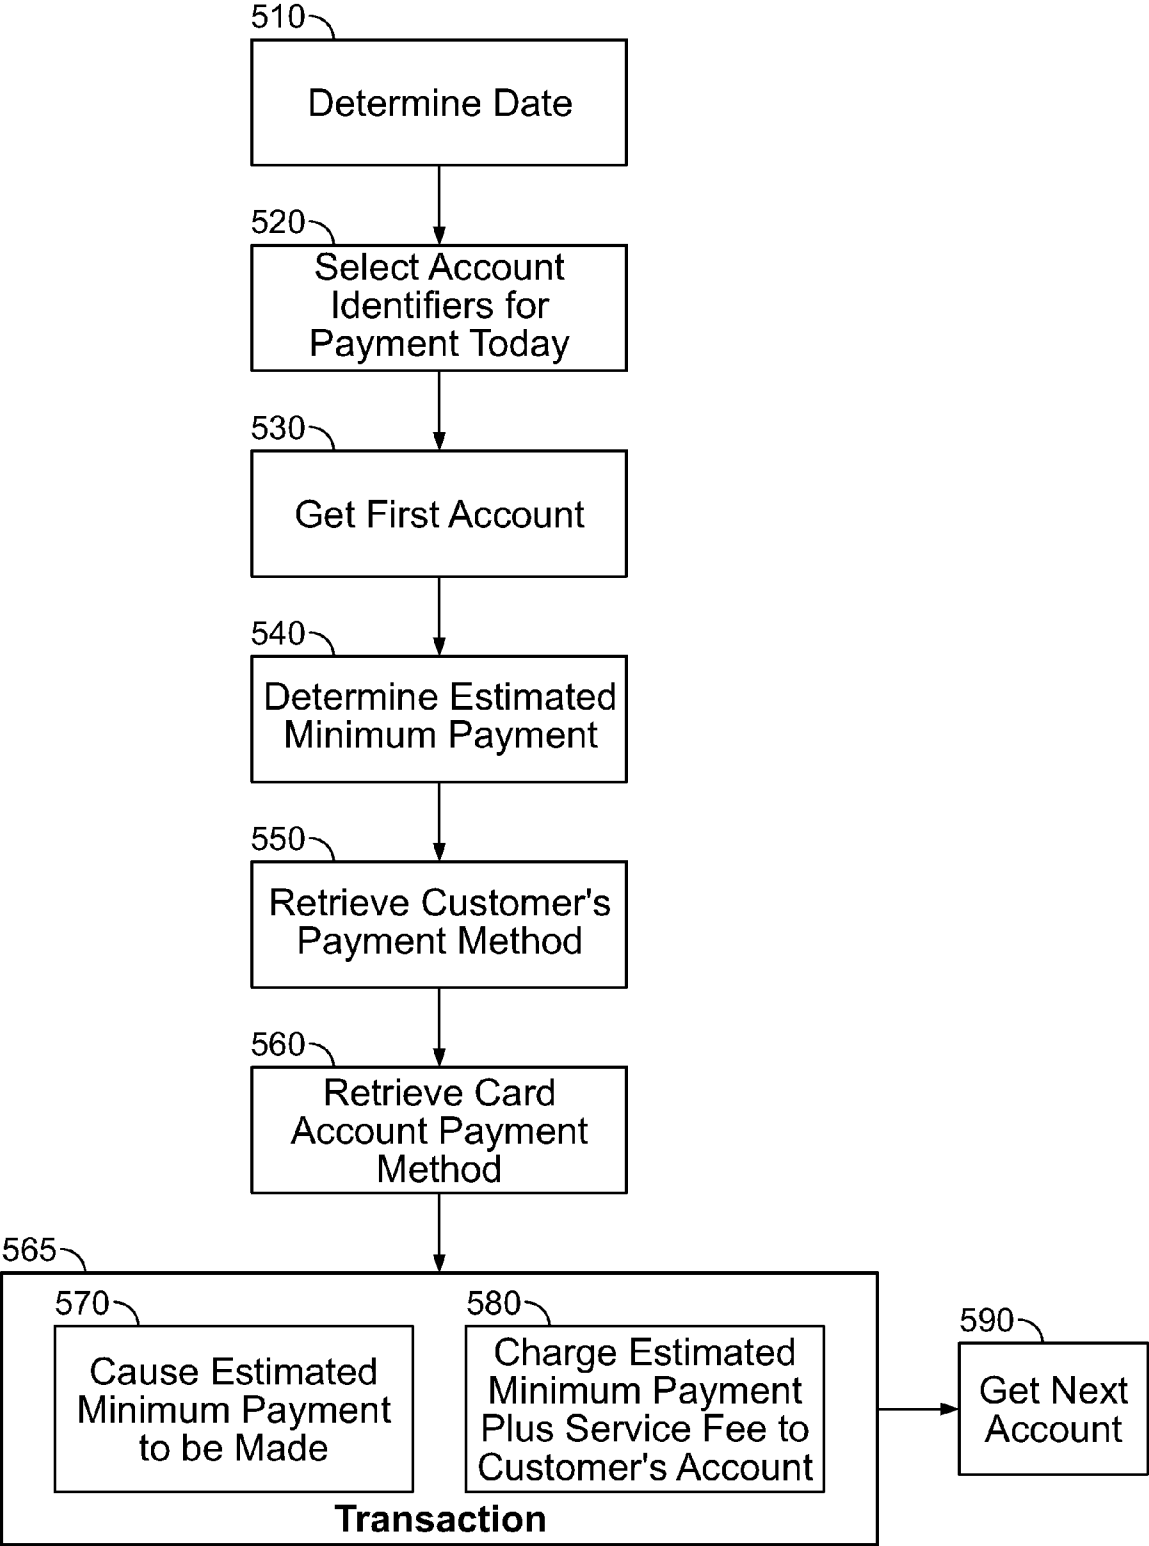 510
Determine Date
520
Select Account
Identifiers for
Payment Today
530
Get First Account
540
Determine Estimated
Minimum Payment
550
Retrieve Customer's
Payment Method
560
Retrieve Card
Account Payment
Method
565
570
Cause Estimated
Minimum Payment
to be Made
580
Charge Estimated
Minimum Payment
Plus Service Fee to
Customer's Account
Transaction
590
Get Next
Account